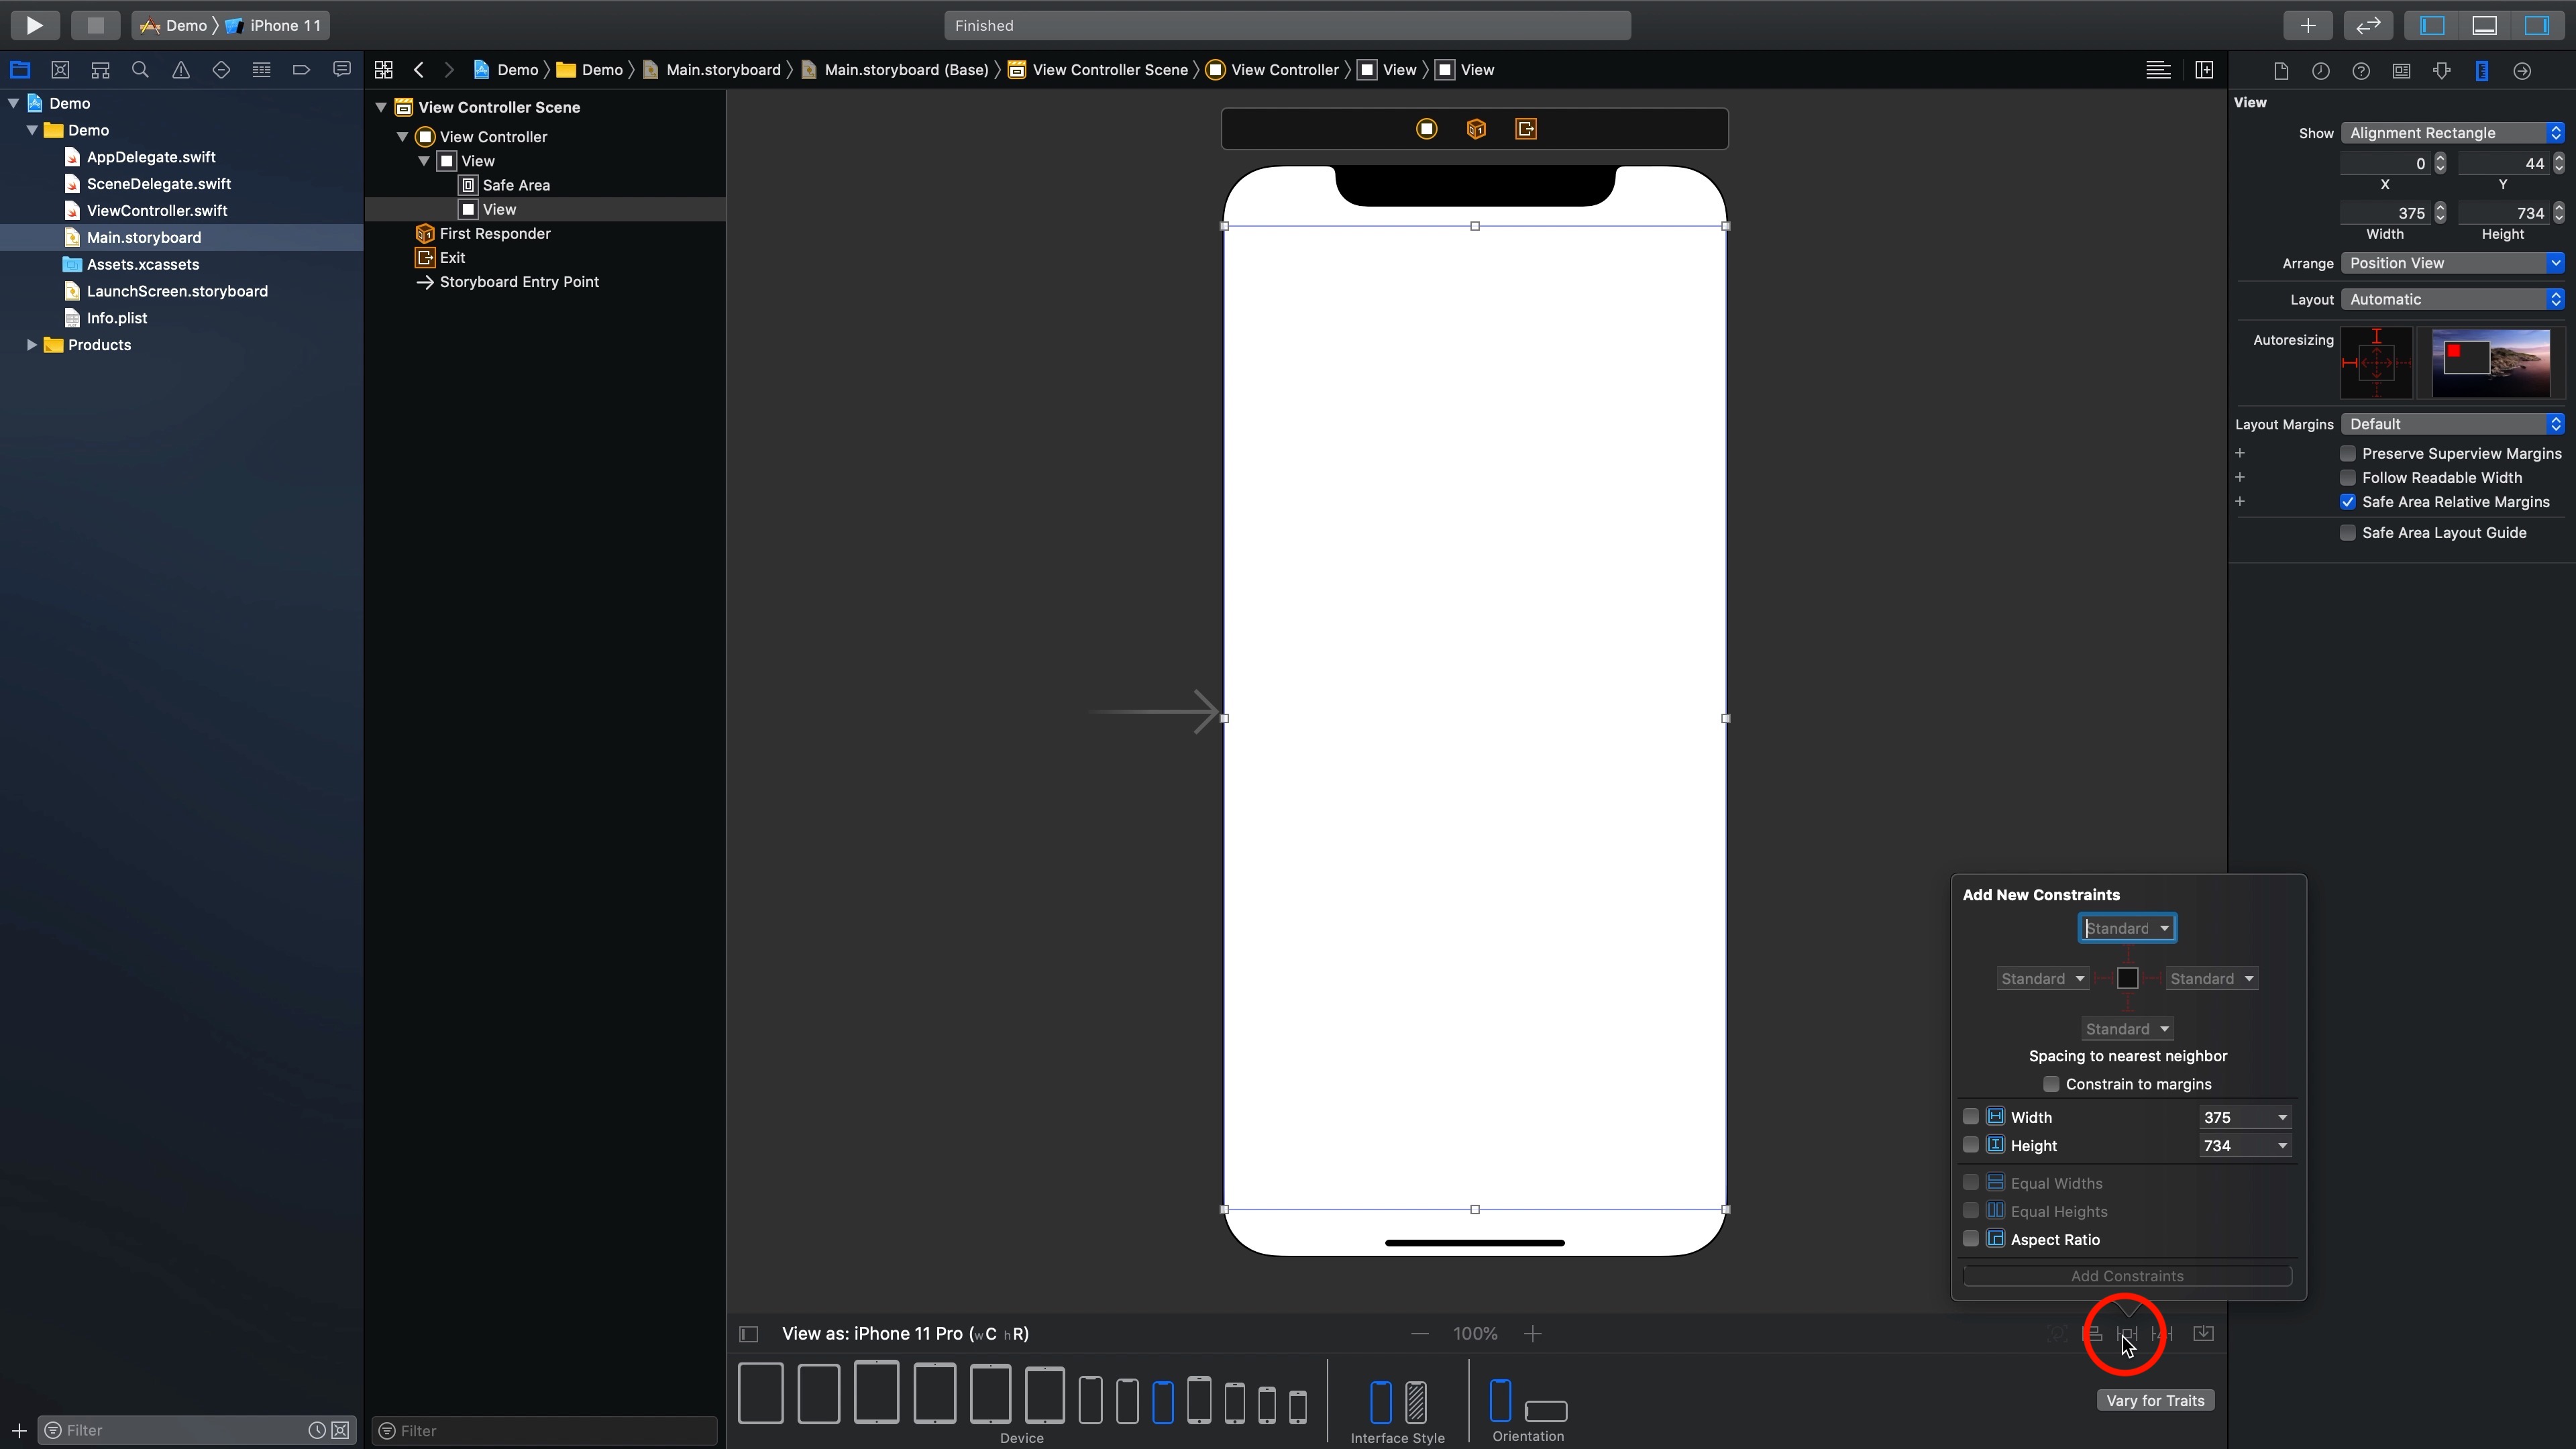 Demo
iPhone 11
Finished
Demo
Demo
Main.storyboard
Main.storyboard (Base)
View Controller Scene
View Controller
View
View
Demo
Demo
AppDelegate.swift
SceneDelegate.swift
ViewController.swift
Main.storyboard
Assets.xcassets
LaunchScreen.storyboard
Info.plist
Products
Filter
View Controller Scene
View Controller
View
Safe Area
View
First Responder
Exit
Storyboard Entry Point
Filter
View as: iPhone 11 Pro (wC hR)
100%
Device
Interface Style
Orientation
Vary for Traits
Add New Constraints
Standard
Standard
Standard
Standard
Spacing to nearest neighbor
Constrain to margins
Width 375
Height 734
Equal Widths
Equal Heights
Aspect Ratio
Add Constraints
View
Show Alignment Rectangle
0 44
X Y
375 734
Width Height
Arrange Position View
Layout Automatic
Autoresizing
Layout Margins Default
Preserve Superview Margins
Follow Readable Width
Safe Area Relative Margins
Safe Area Layout Guide